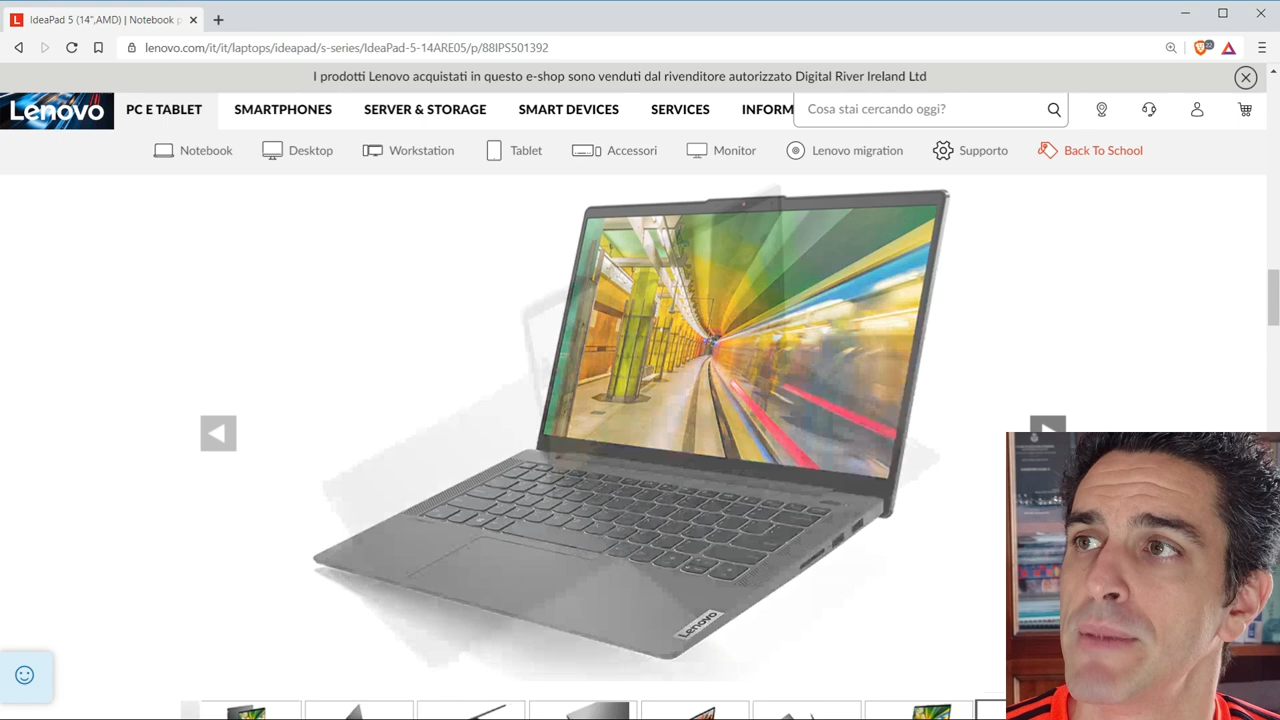 L IdeaPad 5 (14",AMD) | Notebook p
lenovo.com/it/it/laptops/ideapad/s-series/IdeaPad-5-14ARE05/p/88IPS501392
22
I prodotti Lenovo acquistati in questo e-shop sono venduti dal rivenditore autorizzato Digital River Ireland Ltd
Lenovo PC E TABLET SMARTPHONES SERVER & STORAGE SMART DEVICES SERVICES INFORM Cosa stai cercando oggi?
Notebook Desktop Workstation Tablet Accessori Monitor Lenovo migration Supporto Back To School
Lenovo